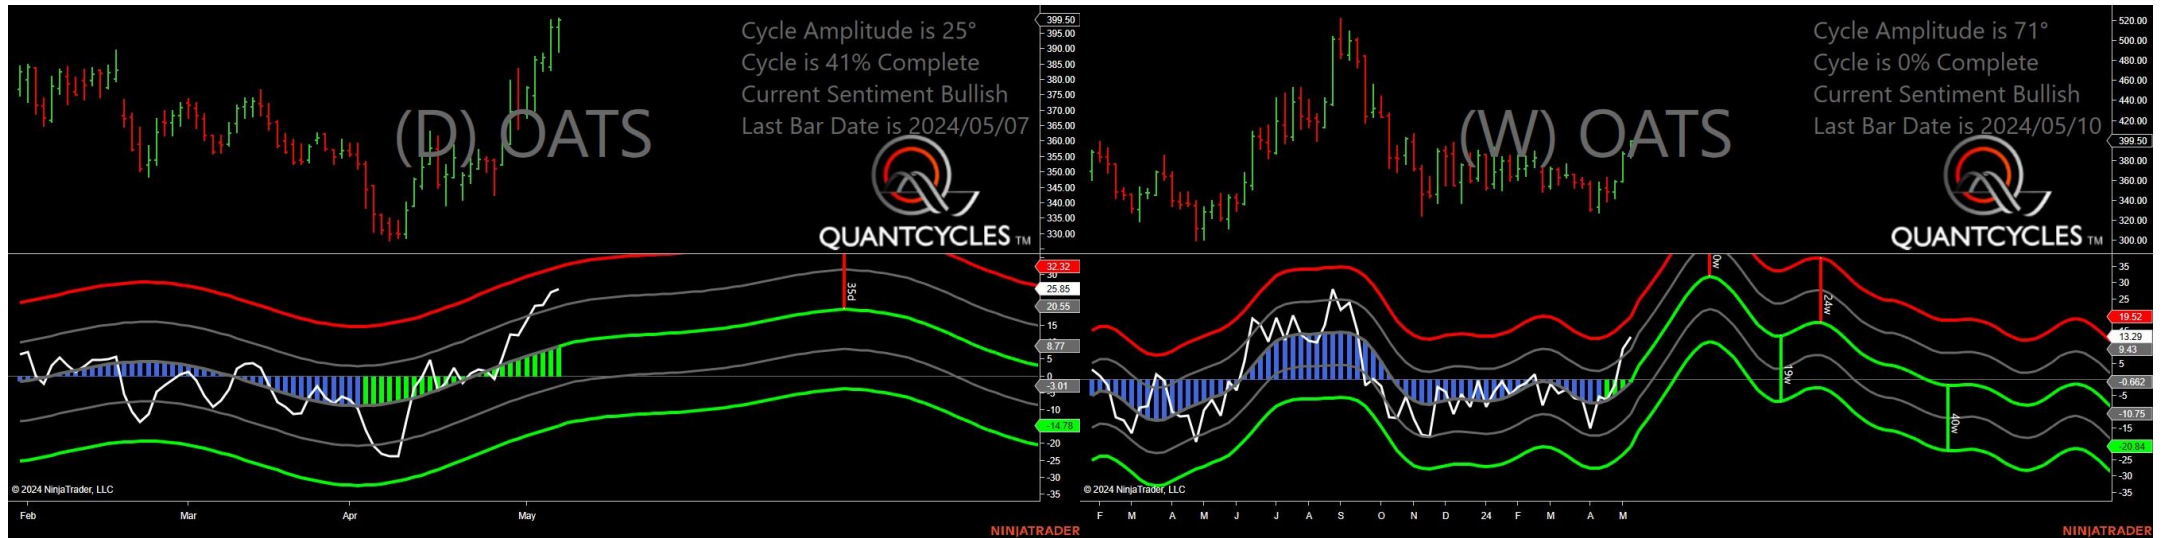 Cycle Amplitude is 25°
Cycle is 41% Complete
Current Sentiment Bullish
Last Bar Date is 2024/05/07
(D) OATS
QUANTCYCLES TM
399.50
395.00
390.00
385.00
380.00
375.00
370.00
365.00
360.00
355.00
350.00
345.00
340.00
335.00
330.00
32.32
30
25.85
20.55
15
8.77
5
0
-3.01
-10
-14.78
-20
-25
-30
-35
35d
© 2024 NinjaTrader, LLC
Feb Mar Apr May
NINJATRADER
Cycle Amplitude is 71°
Cycle is 0% Complete
Current Sentiment Bullish
Last Bar Date is 2024/05/10
(W) OATS
QUANTCYCLES TM
520.00
500.00
480.00
460.00
440.00
420.00
399.50
380.00
360.00
340.00
320.00
300.00
35
30
25
19.52
13.29
9.43
5
-0.662
-5
-10.75
-15
-20.84
-25
-30
-35
0w
24w
19w
40w
© 2024 NinjaTrader, LLC
F M A M J J A S O N D 24 F M A M
NINJATRADER